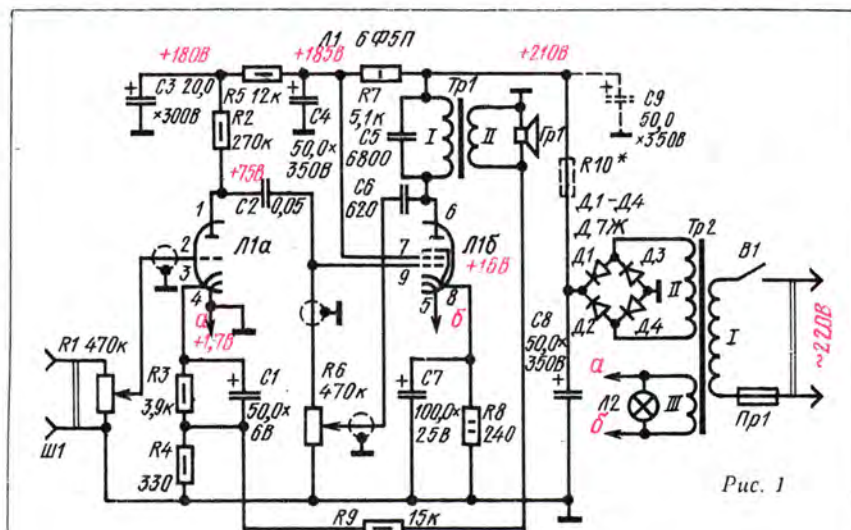 Л1 6Ф5П
+180В
+185В
+210В
С3 20,0
×300В
R5 12к
R2
270к
С4
50,0×
350В
R7
5,1к
С5
6800
Тр1
I
II
Гр1
С9
50,0
×350В
R10*
+75В
С2 0,05
С6
620
Д1-Д4
Д7Ж
Тр2
1
2
3
4
Л1а
6
7
9
5
8
Л1б
+16В
Д1
Д3
Д2
Д4
II
I
В1
а
+1,7В
б
С8
50,0×
350В
~220В
R1 470к
R3
3,9к
С1
50,0×
6В
R6
470к
С7
100,0×
25В
R8
240
а
б
Л2
III
Пр1
Ш1
R4
330
R9 15к
Рис. 1